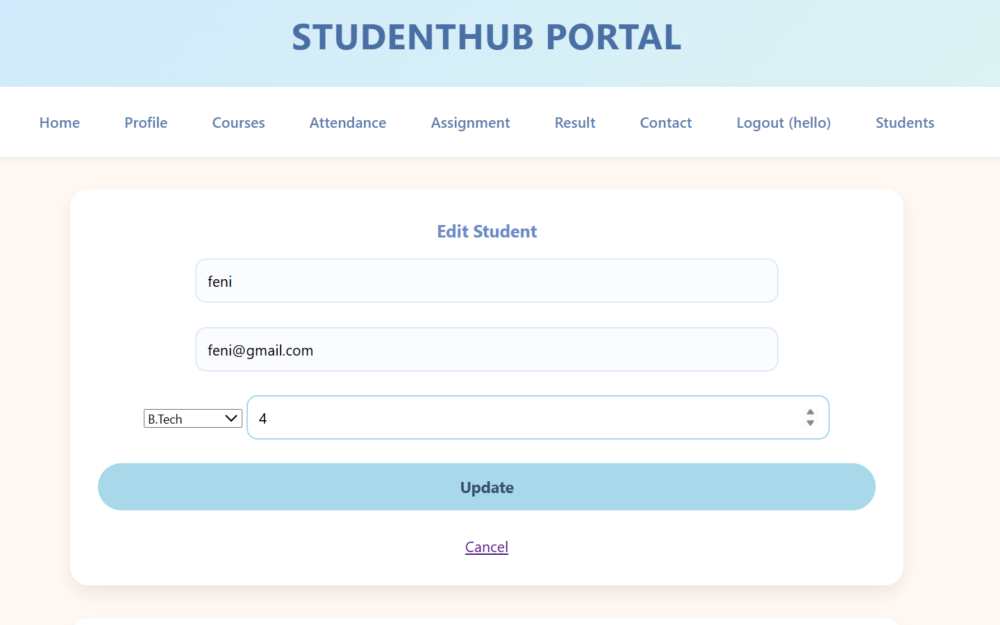 STUDENTHUB PORTAL
Home Profile Courses Attendance Assignment Result Contact Logout (hello) Students
Edit Student
feni
feni@gmail.com
B.Tech 4
Update
Cancel